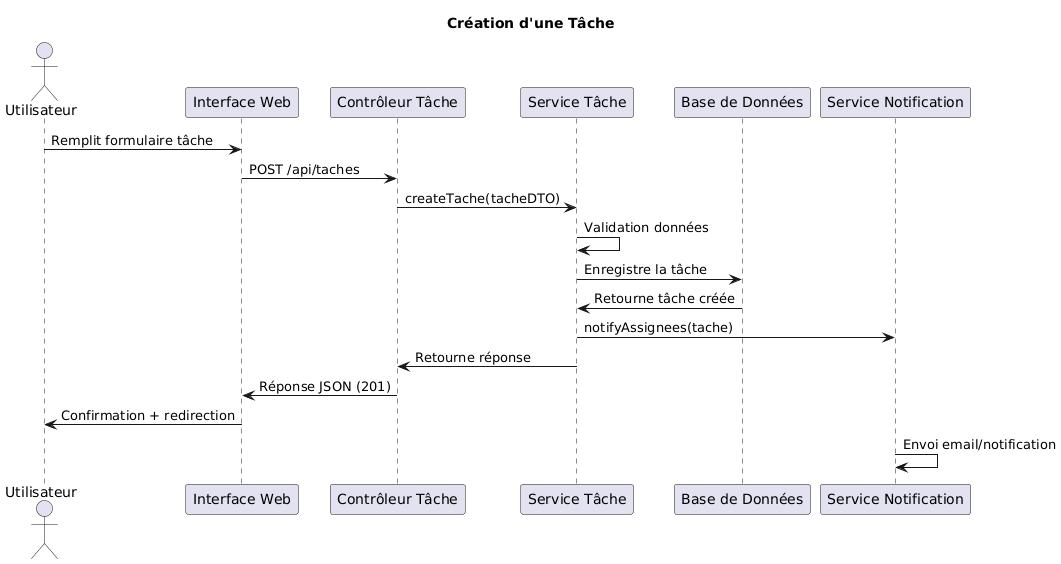 Création d'une Tâche
Utilisateur
Interface Web
Contrôleur Tâche
Service Tâche
Base de Données
Service Notification
Remplit formulaire tâche
POST /api/taches
createTache(tacheDTO)
Validation données
Enregistre la tâche
Retourne tâche créée
notifyAssignees(tache)
Retourne réponse
Réponse JSON (201)
Confirmation + redirection
Envoi email/notification
Utilisateur
Interface Web
Contrôleur Tâche
Service Tâche
Base de Données
Service Notification